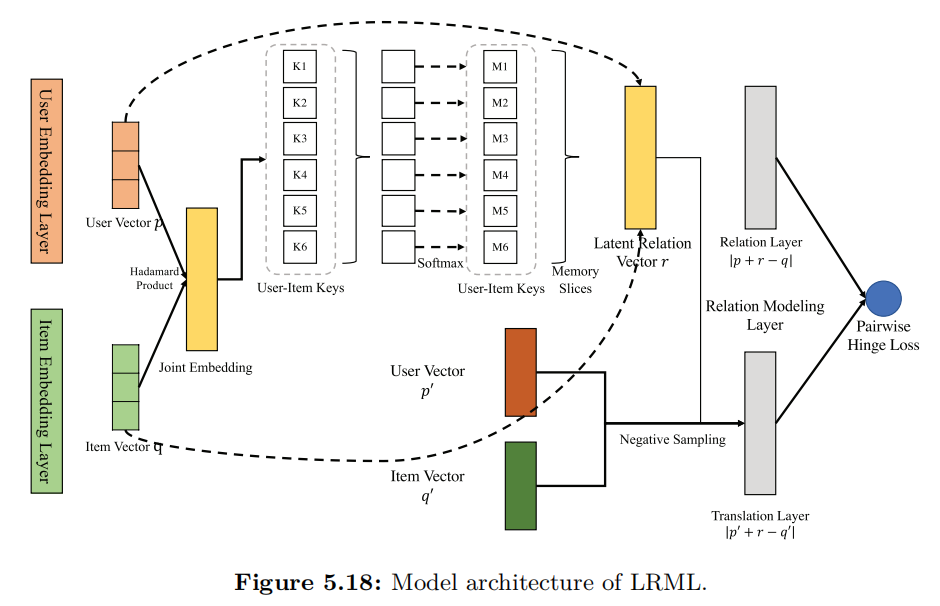 User Embedding Layer
User Vector p
Hadamard
Product
Item Embedding Layer
Item Vector q
Joint Embedding
K1
K2
K3
K4
K5
K6
User-Item Keys
Softmax
M1
M2
M3
M4
M5
M6
User-Item Keys
Memory
Slices
Latent Relation
Vector r
Relation Layer
|p + r − q|
Relation Modeling
Layer
Pairwise
Hinge Loss
User Vector
p′
Item Vector
q′
Negative Sampling
Translation Layer
|p′ + r − q′|
Figure 5.18: Model architecture of LRML.